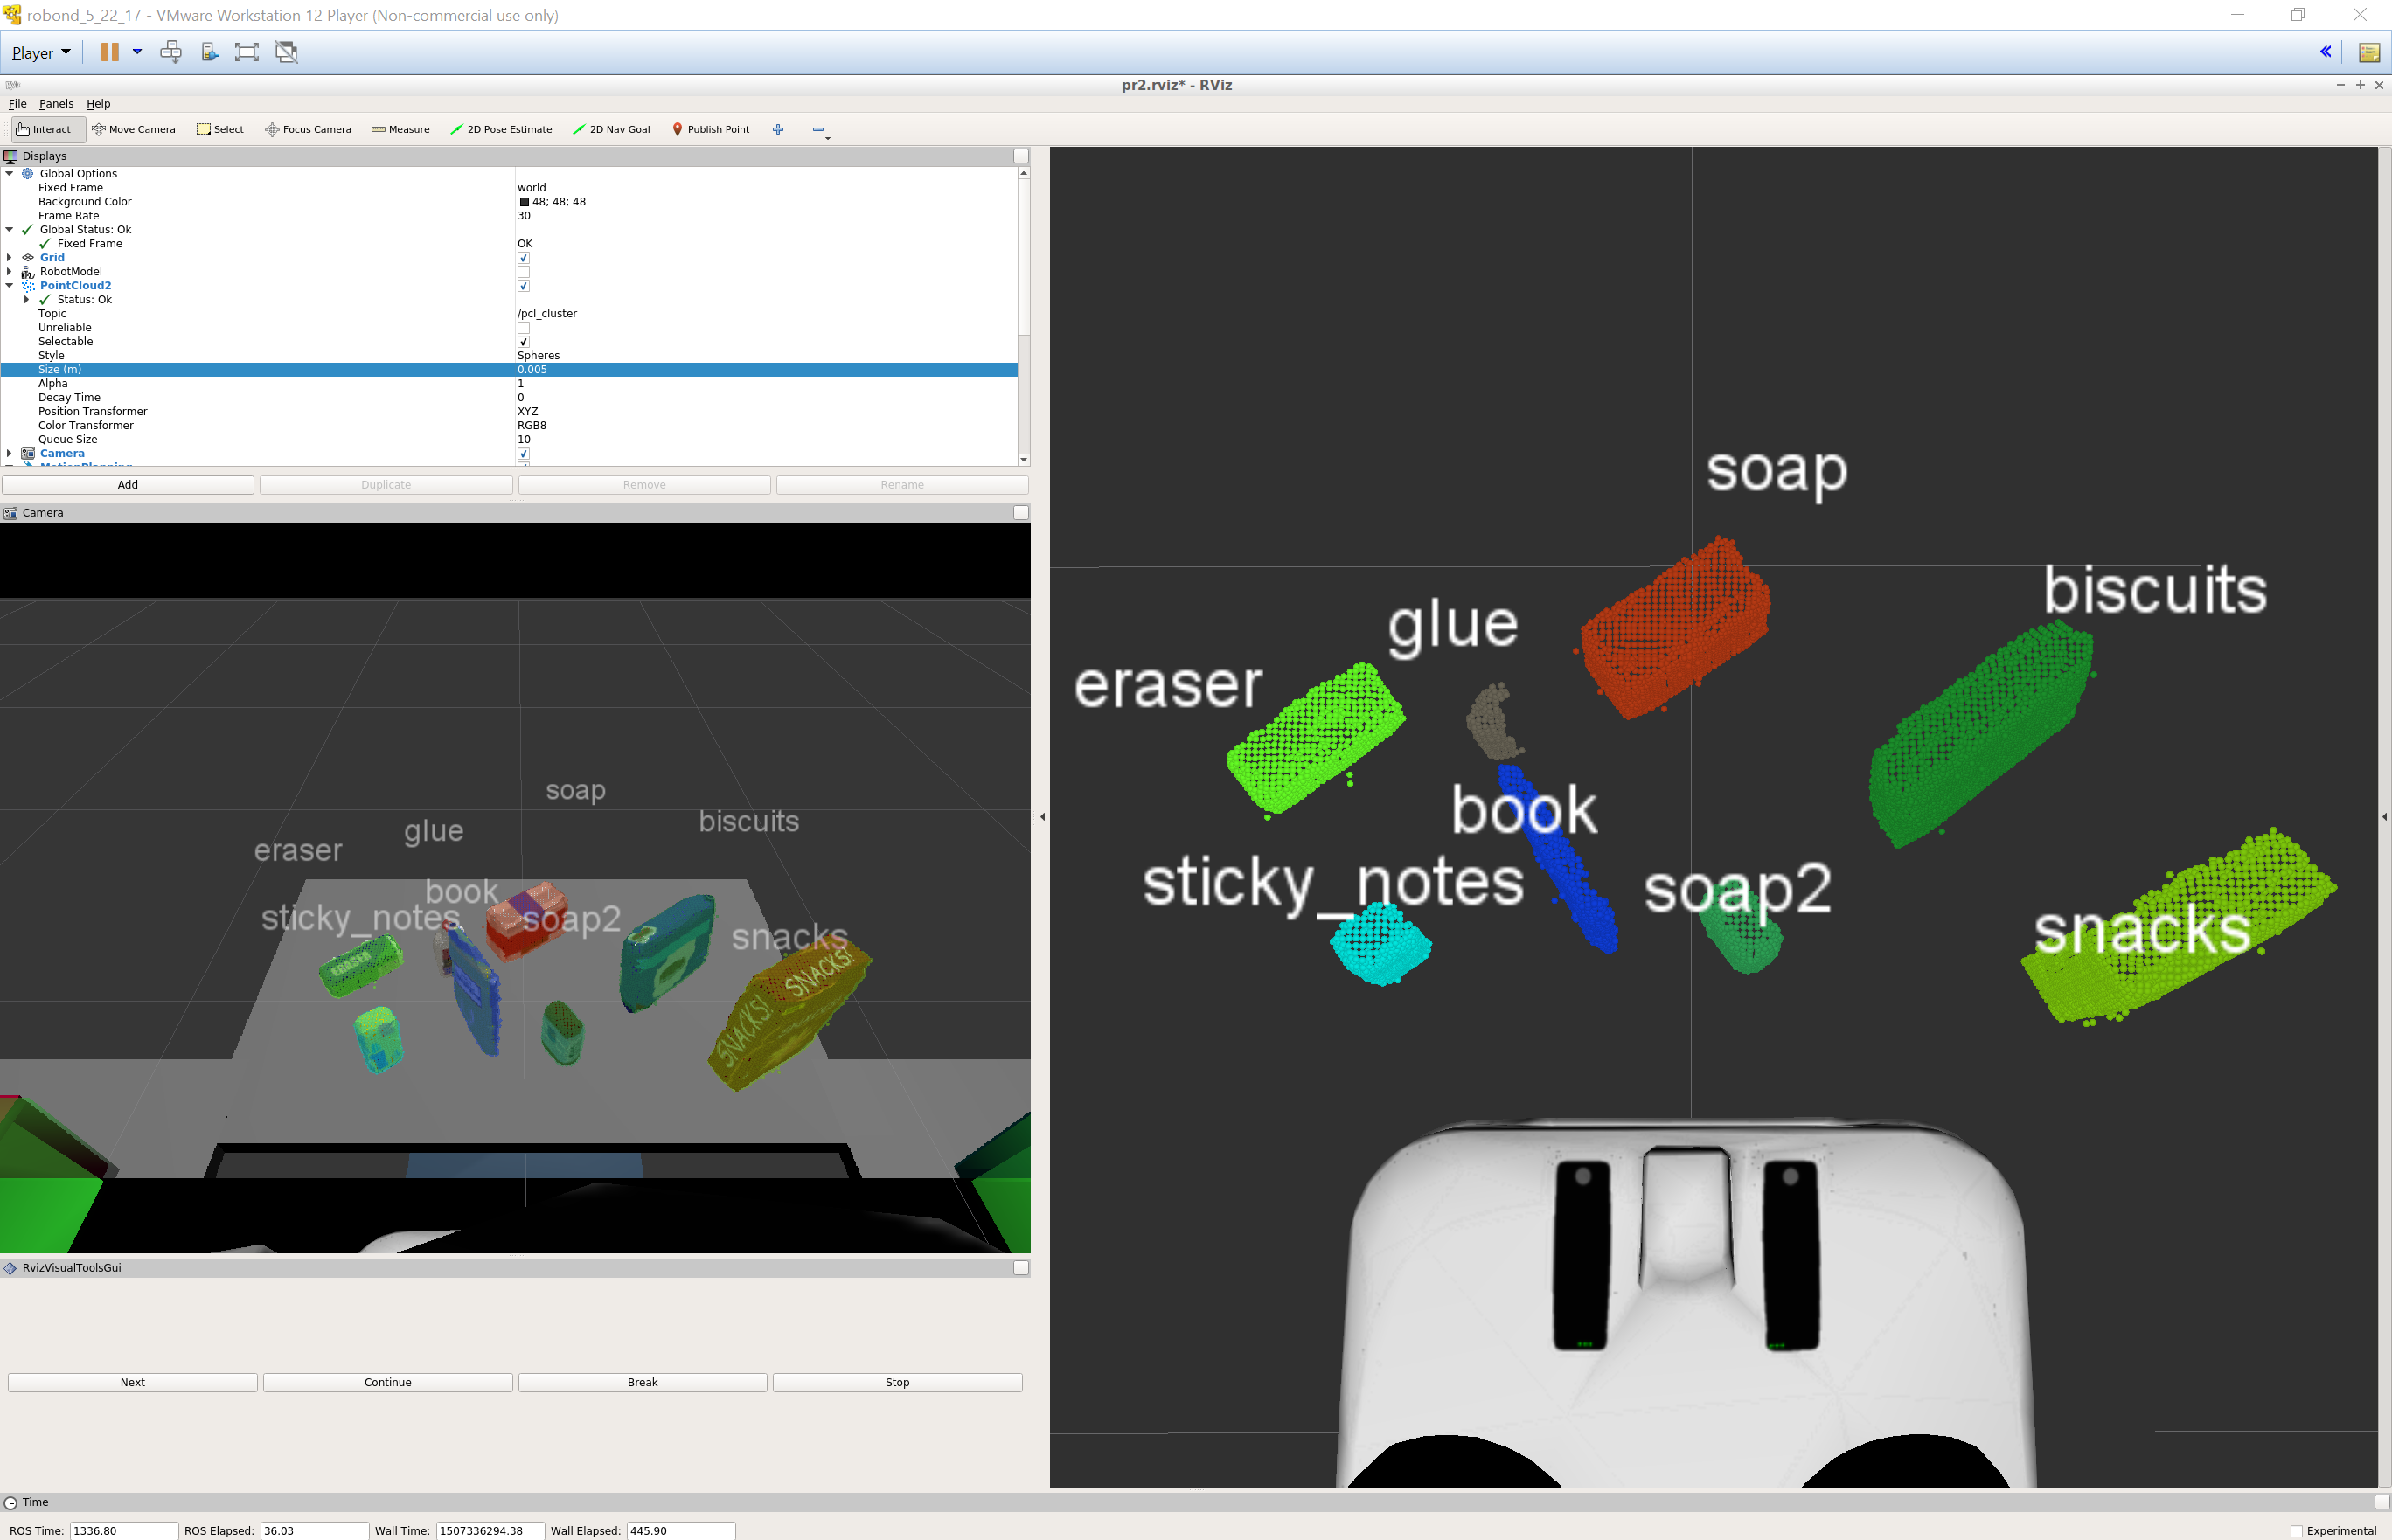 robond_5_22_17 - VMware Workstation 12 Player (Non-commercial use only)
Player
pr2.rviz* - RViz
File Panels Help
Interact Move Camera Select Focus Camera Measure 2D Pose Estimate 2D Nav Goal Publish Point
Displays
Global Options
Fixed Frame world
Background Color 48; 48; 48
Frame Rate 30
Global Status: Ok
Fixed Frame OK
Grid
RobotModel
PointCloud2
Status: Ok
Topic /pcl_cluster
Unreliable
Selectable
Style Spheres
Size (m) 0.005
Alpha 1
Decay Time 0
Position Transformer XYZ
Color Transformer RGB8
Queue Size 10
Camera
MotionPlanning
Add Duplicate Remove Rename
Camera
soap
biscuits
glue
eraser
book
sticky_notes
soap2
snacks
ERASER
SNACKS!
SNACKS!
RvizVisualToolsGui
Next Continue Break Stop
soap
biscuits
glue
eraser
book
sticky_notes
soap2
snacks
Time
ROS Time: 1336.80 ROS Elapsed: 36.03 Wall Time: 1507336294.38 Wall Elapsed: 445.90 Experimental